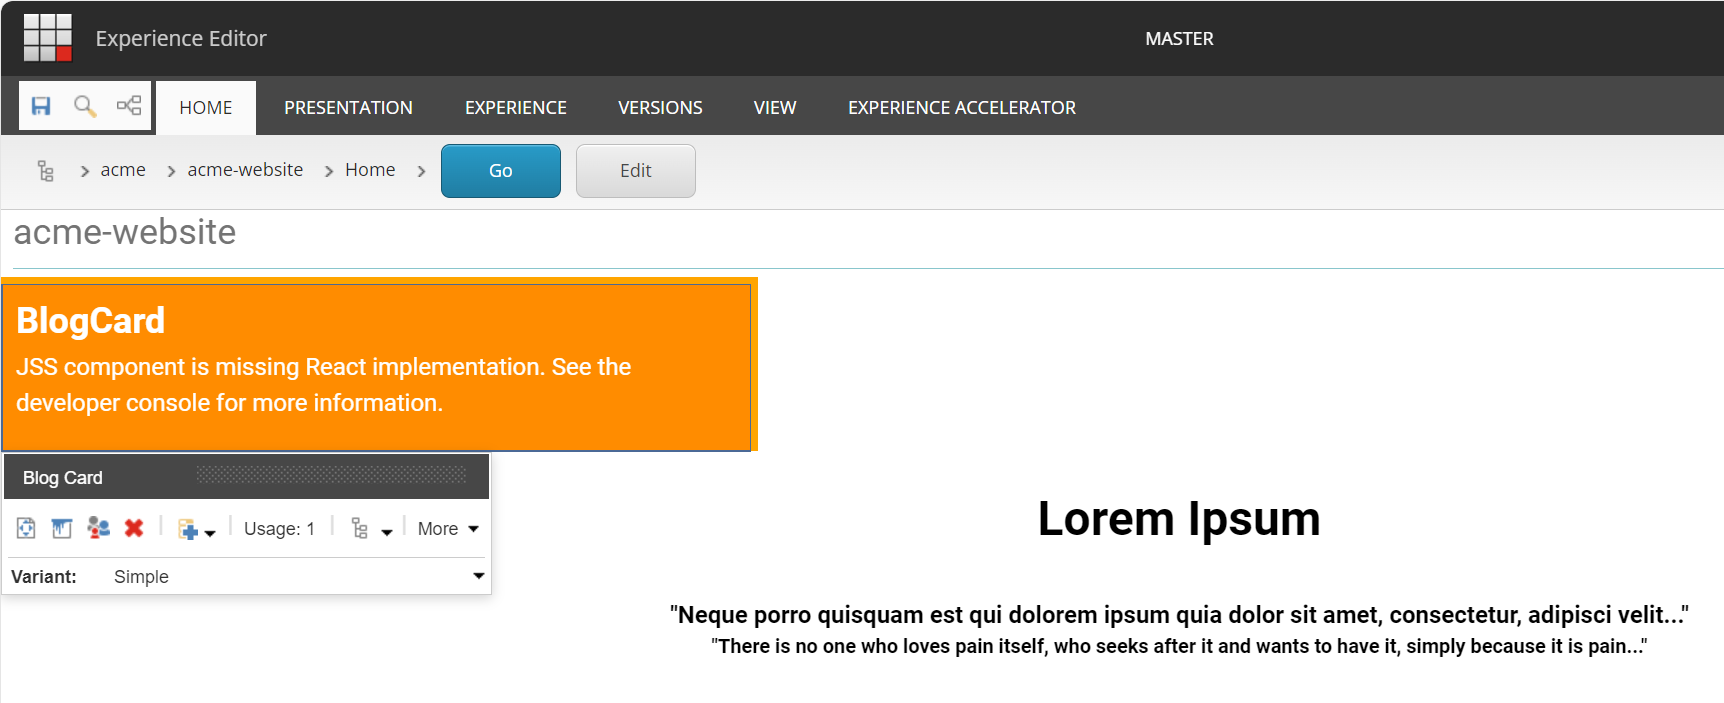 Experience Editor
MASTER
HOME PRESENTATION EXPERIENCE VERSIONS VIEW EXPERIENCE ACCELERATOR
acme acme-website Home Go Edit
acme-website
BlogCard
JSS component is missing React implementation. See the
developer console for more information.
Blog Card
Usage: 1 More
Variant: Simple
Lorem Ipsum
"Neque porro quisquam est qui dolorem ipsum quia dolor sit amet, consectetur, adipisci velit..."
"There is no one who loves pain itself, who seeks after it and wants to have it, simply because it is pain..."